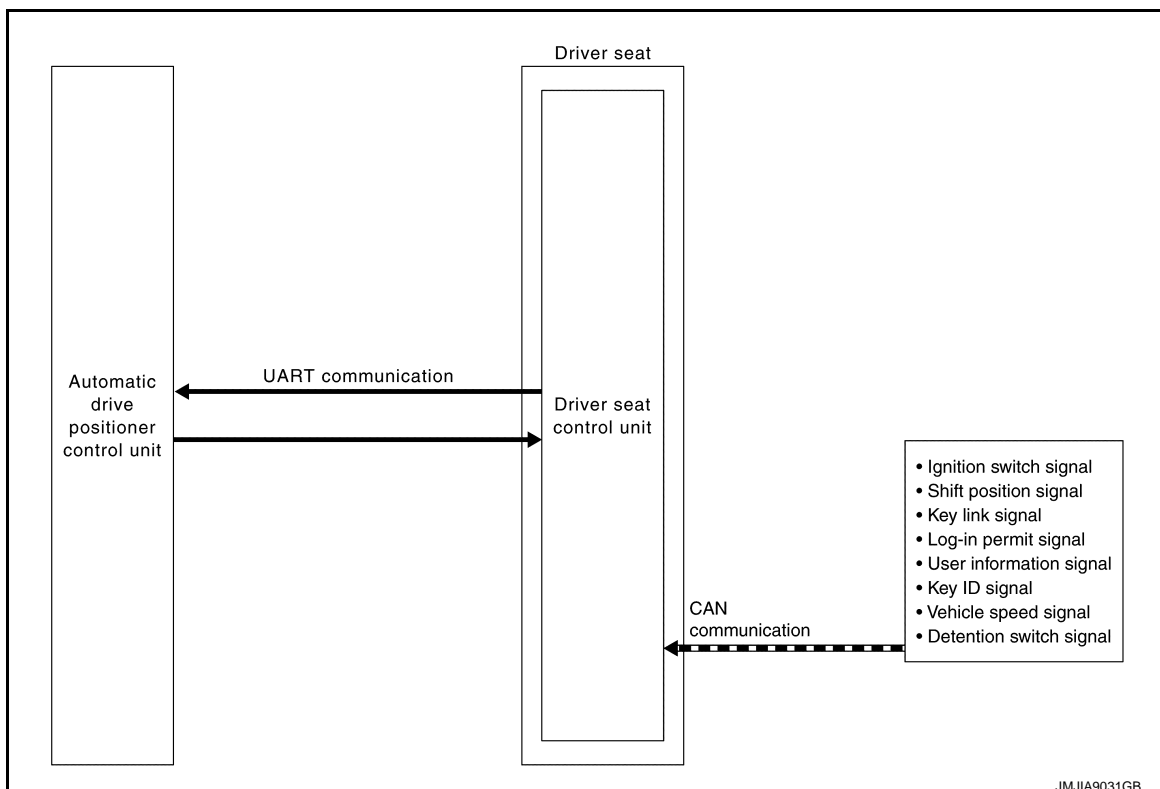 Driver seat
Automatic
drive
positioner
control unit
UART communication
Driver seat
control unit
• Ignition switch signal
• Shift position signal
• Key link signal
• Log-in permit signal
• User information signal
• Key ID signal
• Vehicle speed signal
• Detention switch signal
CAN
communication
JMJIA9031GB